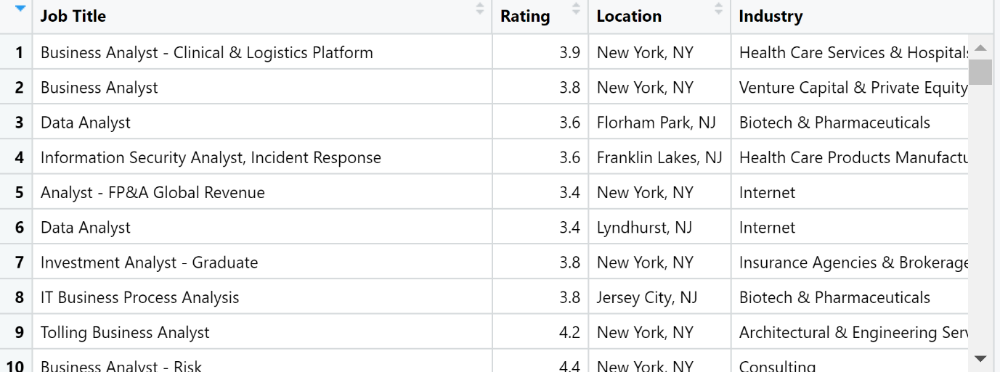 Job Title Rating Location Industry
1 Business Analyst - Clinical & Logistics Platform 3.9 New York, NY Health Care Services & Hospitals
2 Business Analyst 3.8 New York, NY Venture Capital & Private Equity
3 Data Analyst 3.6 Florham Park, NJ Biotech & Pharmaceuticals
4 Information Security Analyst, Incident Response 3.6 Franklin Lakes, NJ Health Care Products Manufactu
5 Analyst - FP&A Global Revenue 3.4 New York, NY Internet
6 Data Analyst 3.4 Lyndhurst, NJ Internet
7 Investment Analyst - Graduate 3.8 New York, NY Insurance Agencies & Brokerage
8 IT Business Process Analysis 3.8 Jersey City, NJ Biotech & Pharmaceuticals
9 Tolling Business Analyst 4.2 New York, NY Architectural & Engineering Serv
10 Business Analyst - Risk 4.4 New York, NY Consulting